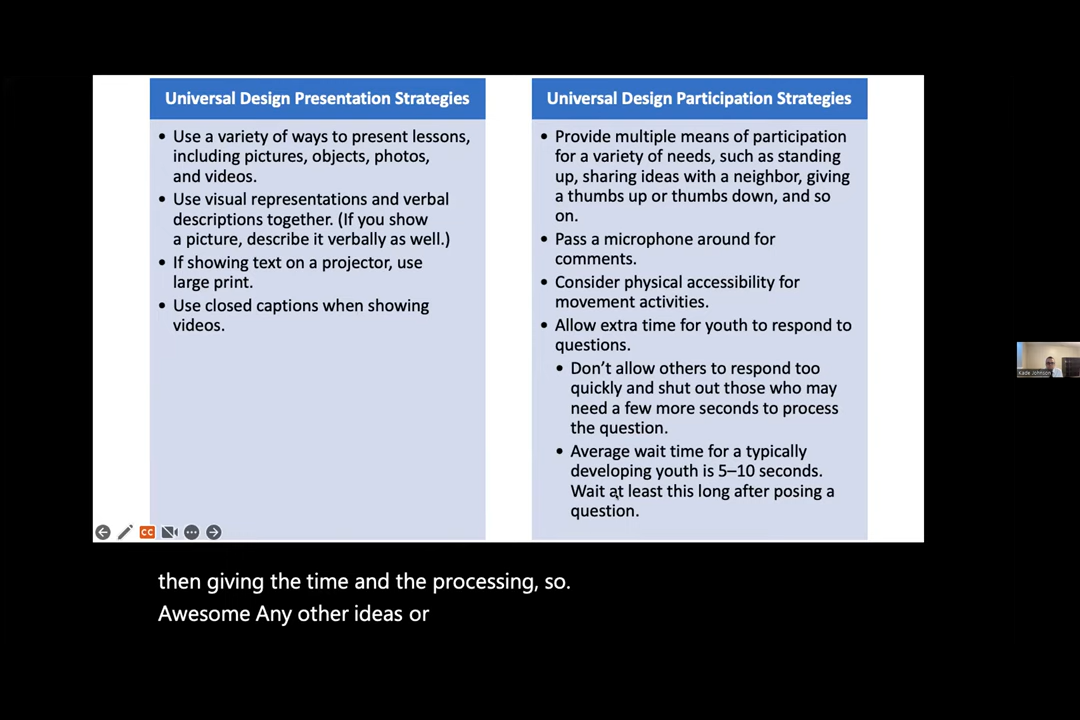 Universal Design Presentation Strategies
• Use a variety of ways to present lessons,
including pictures, objects, photos,
and videos.
• Use visual representations and verbal
descriptions together. (If you show
a picture, describe it verbally as well.)
• If showing text on a projector, use
large print.
• Use closed captions when showing
videos.
Universal Design Participation Strategies
• Provide multiple means of participation
for a variety of needs, such as standing
up, sharing ideas with a neighbor, giving
a thumbs up or thumbs down, and so
on.
• Pass a microphone around for
comments.
• Consider physical accessibility for
movement activities.
• Allow extra time for youth to respond to
questions.
• Don’t allow others to respond too
quickly and shut out those who may
need a few more seconds to process
the question.
• Average wait time for a typically
developing youth is 5–10 seconds.
Wait at least this long after posing a
question.
CC
Kade Johnson
then giving the time and the processing, so.
Awesome Any other ideas or